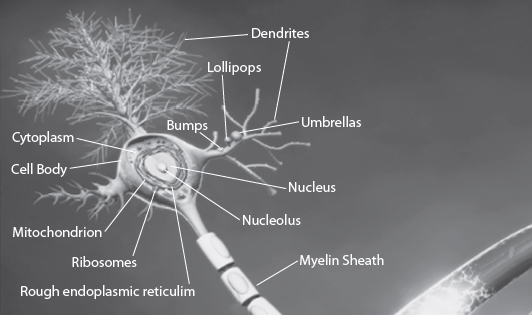 Dendrites
Lollipops
Bumps
Umbrellas
Cytoplasm
Cell Body
Nucleus
Nucleolus
Mitochondrion
Ribosomes
Myelin Sheath
Rough endoplasmic reticulim